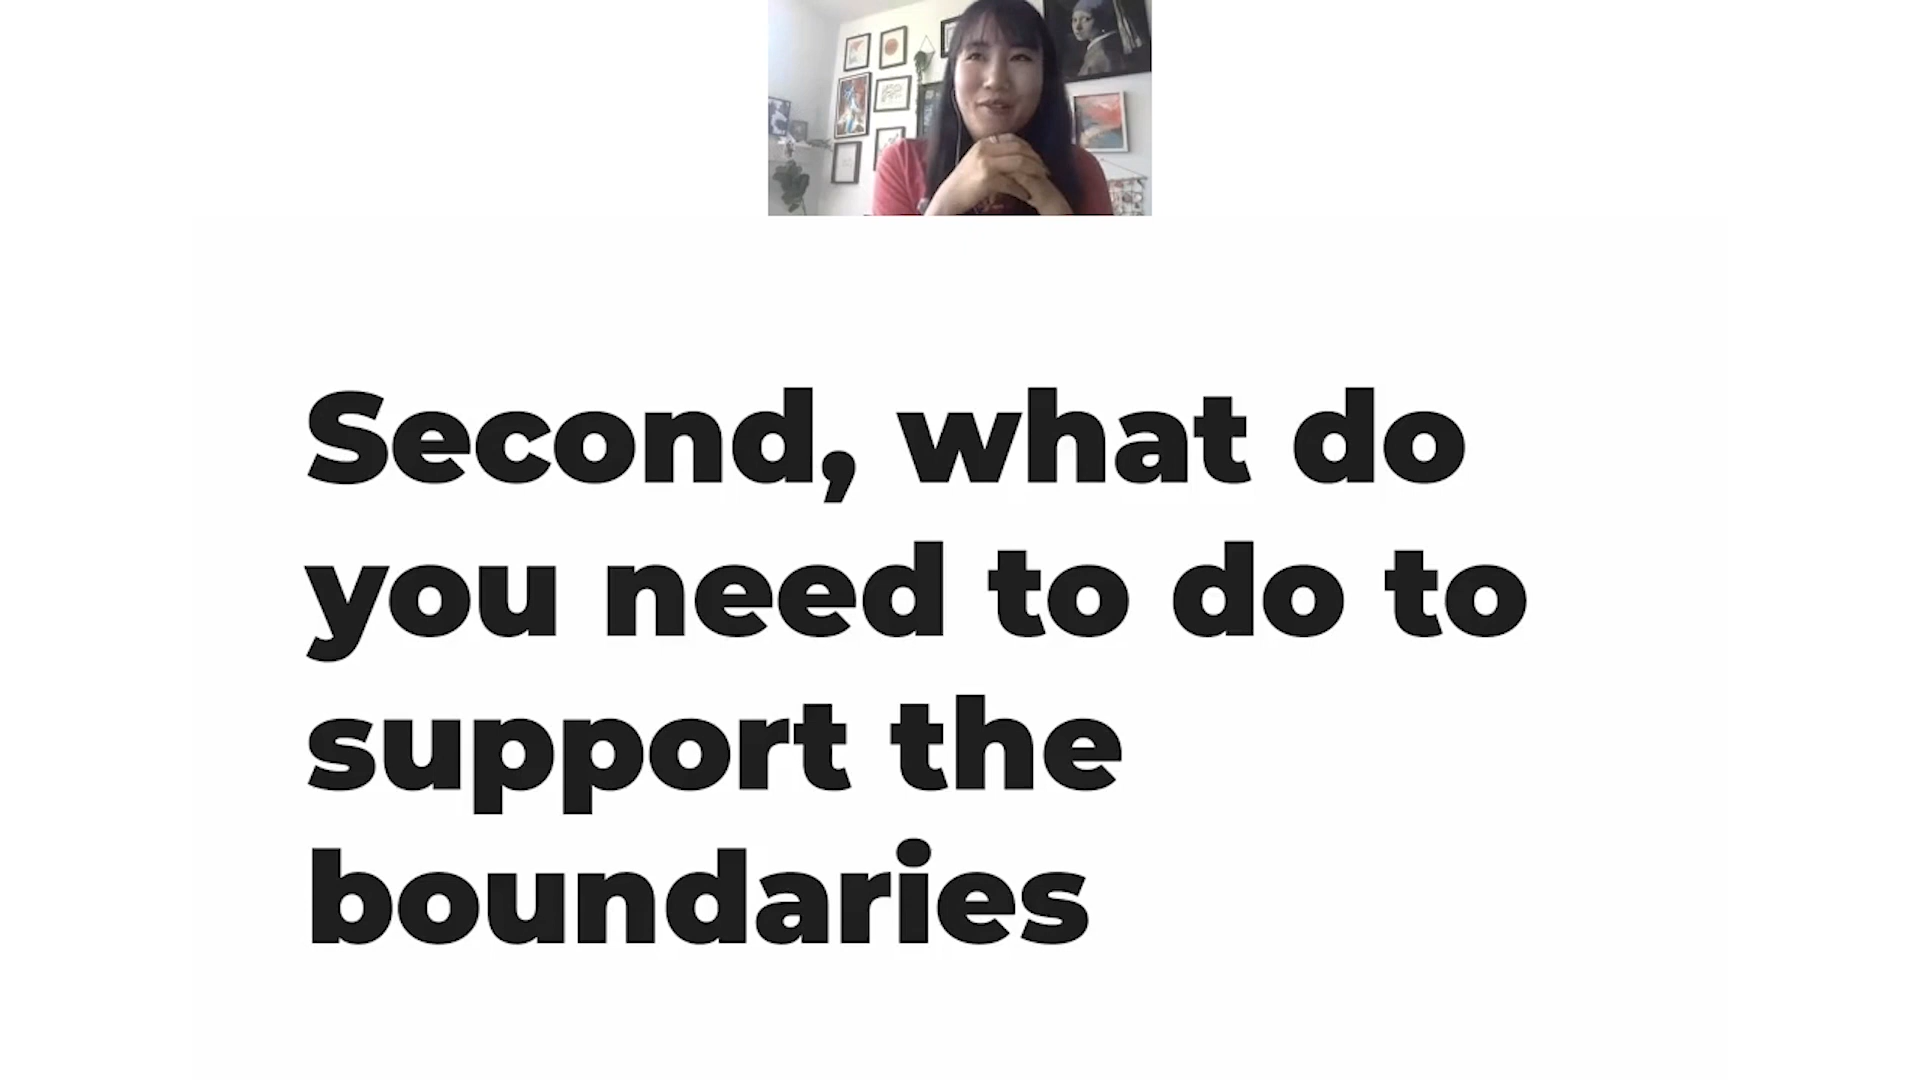 Second, what do
you need to do to
support the
boundaries